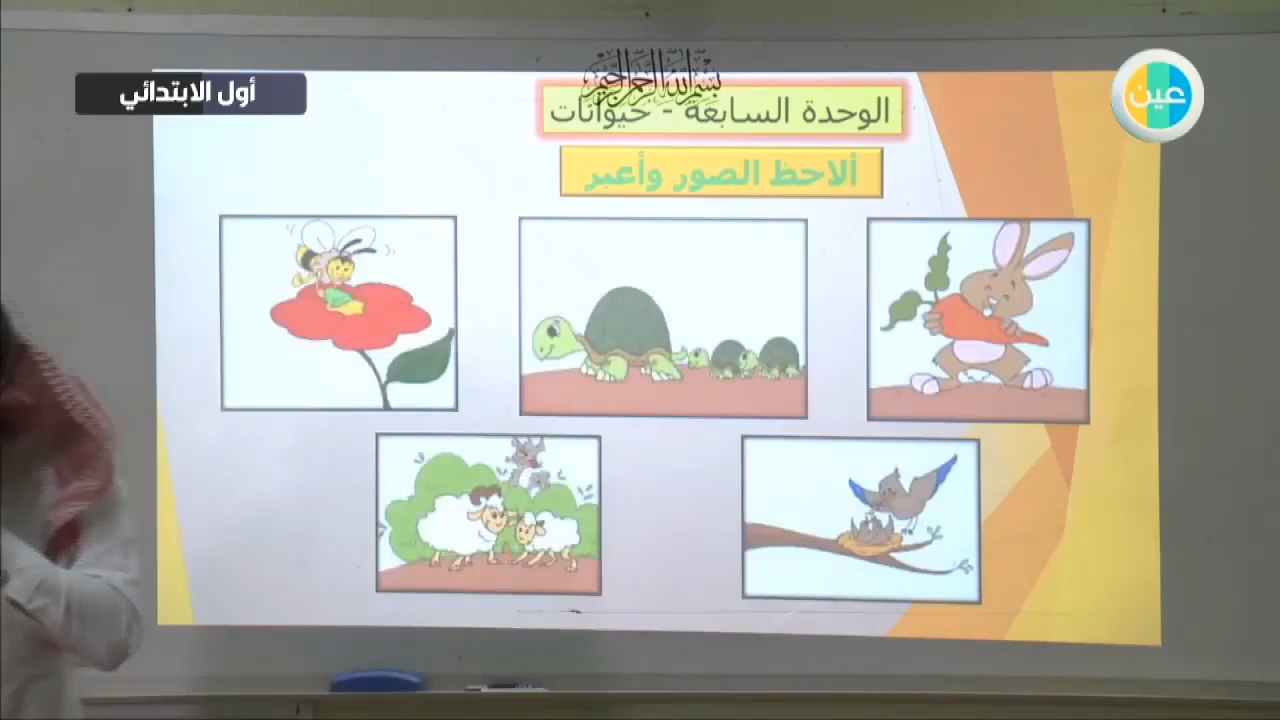 بسم الله الرحمن الرحيم
أول الابتدائي
عين
الوحدة السابعة - حيوانات
ألاحظ الصور وأعبر